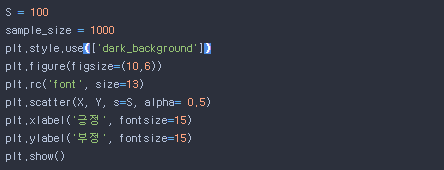 S = 100
sample_size = 1000
plt.style.use(['dark_background'])
plt.figure(figsize=(10,6))
plt.rc('font', size=13)
plt.scatter(X, Y, s=S, alpha= 0.5)
plt.xlabel('긍정', fontsize=15)
plt.ylabel('부정', fontsize=15)
plt.show()